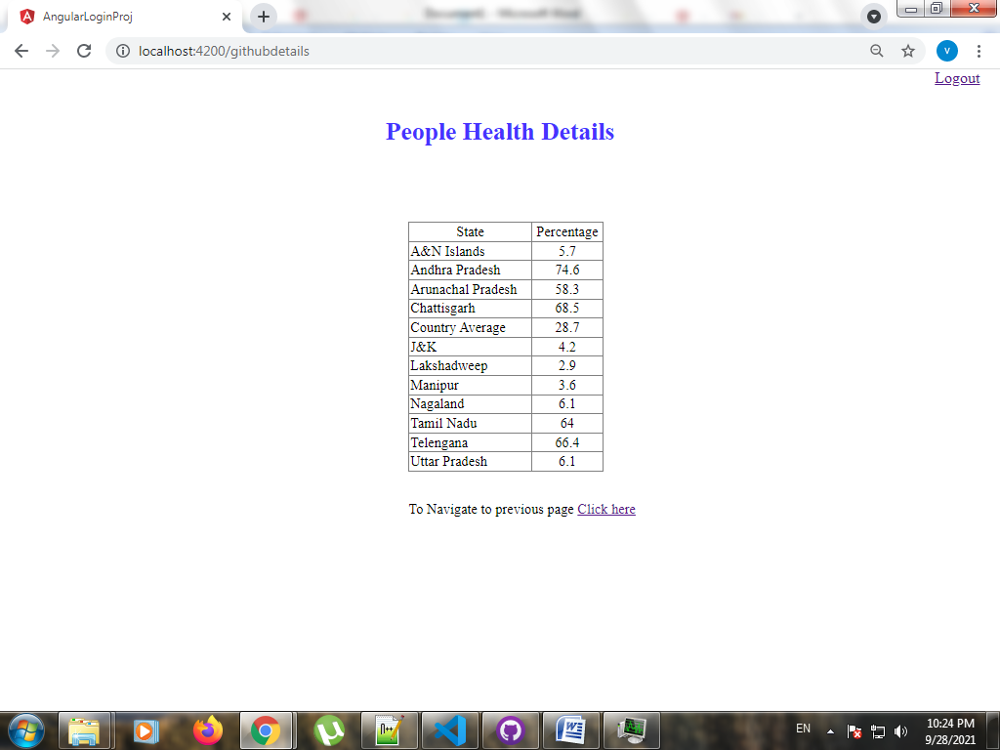 AngularLoginProj
Document1 - Microsoft Word
localhost:4200/githubdetails
V
Logout
People Health Details
State Percentage
A&N Islands 5.7
Andhra Pradesh 74.6
Arunachal Pradesh 58.3
Chattisgarh 68.5
Country Average 28.7
J&K 4.2
Lakshadweep 2.9
Manipur 3.6
Nagaland 6.1
Tamil Nadu 64
Telengana 66.4
Uttar Pradesh 6.1
To Navigate to previous page Click here
EN
10:24 PM
9/28/2021